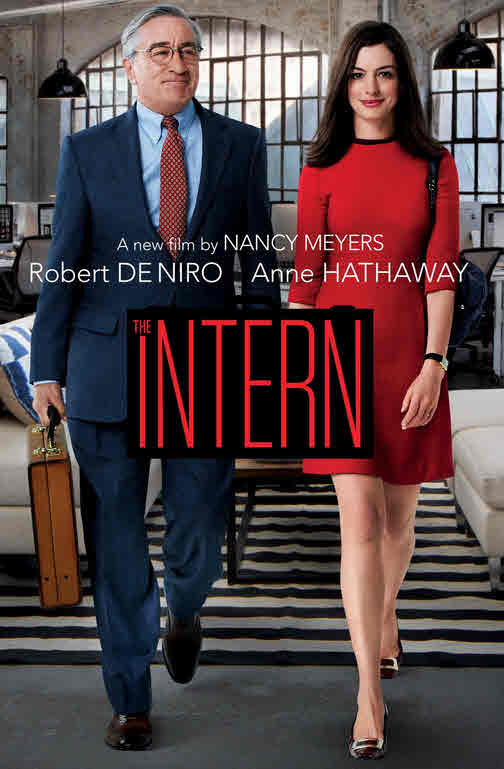 A new film by NANCY MEYERS
Robert DE NIRO Anne HATHAWAY
THE
INTERN